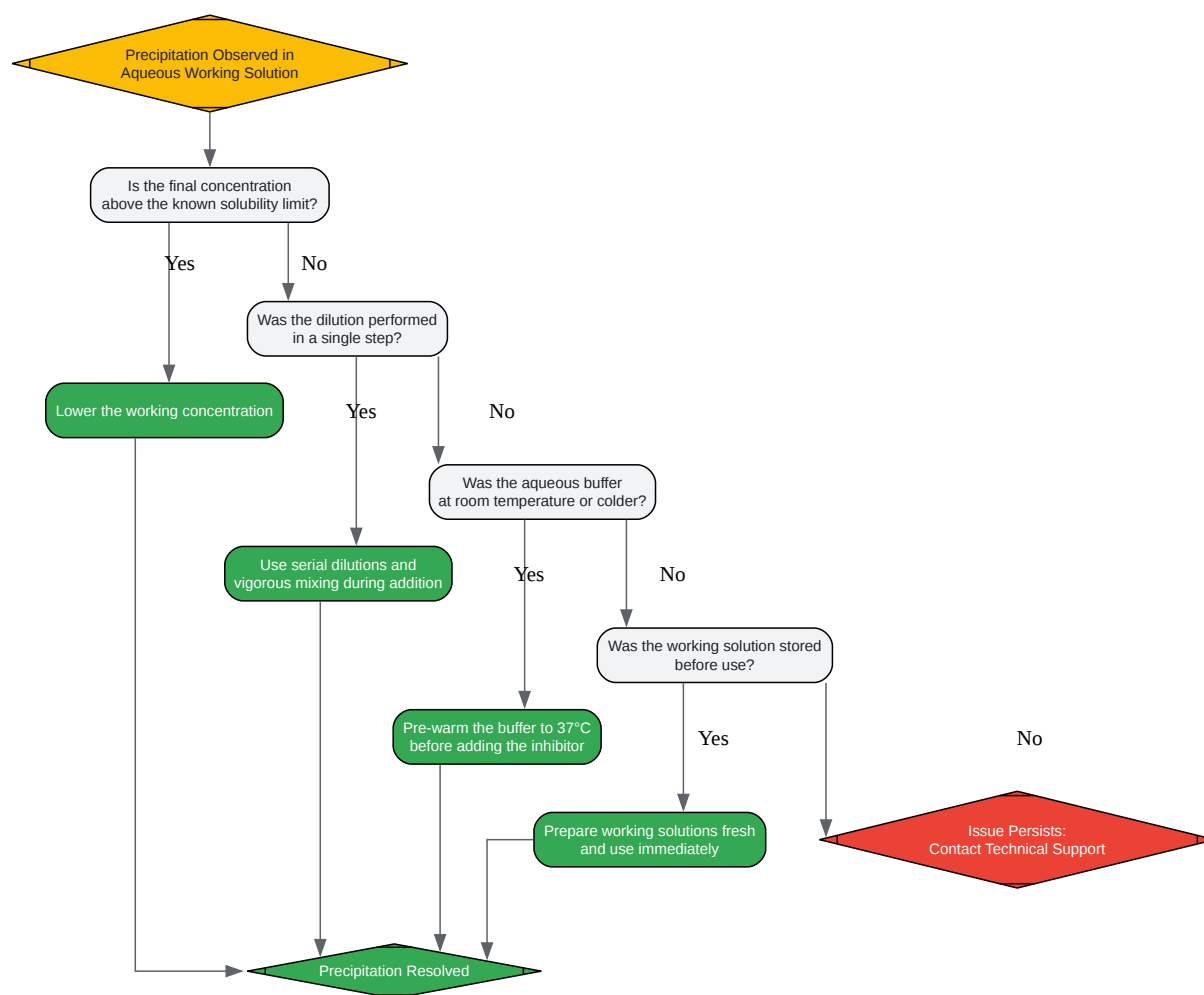 Precipitation Observed in
Aqueous Working Solution
Is the final concentration
above the known solubility limit?
Yes
No
Was the dilution performed
in a single step?
Lower the working concentration
Yes
No
Was the aqueous buffer
at room temperature or colder?
Use serial dilutions and
vigorous mixing during addition
Yes
No
Was the working solution stored
before use?
Pre-warm the buffer to 37°C
before adding the inhibitor
Yes
No
Prepare working solutions fresh
and use immediately
Issue Persists:
Contact Technical Support
Precipitation Resolved